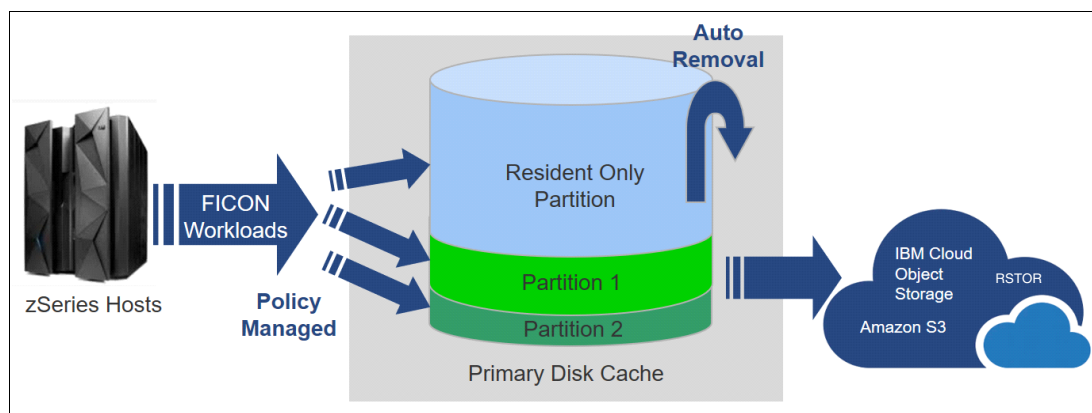 Auto
Removal
Resident Only
Partition
FICON
Workloads
zSeries Hosts
Policy
Managed
Partition 1
Partition 2
Primary Disk Cache
IBM Cloud
Object
Storage
RSTOR
Amazon S3